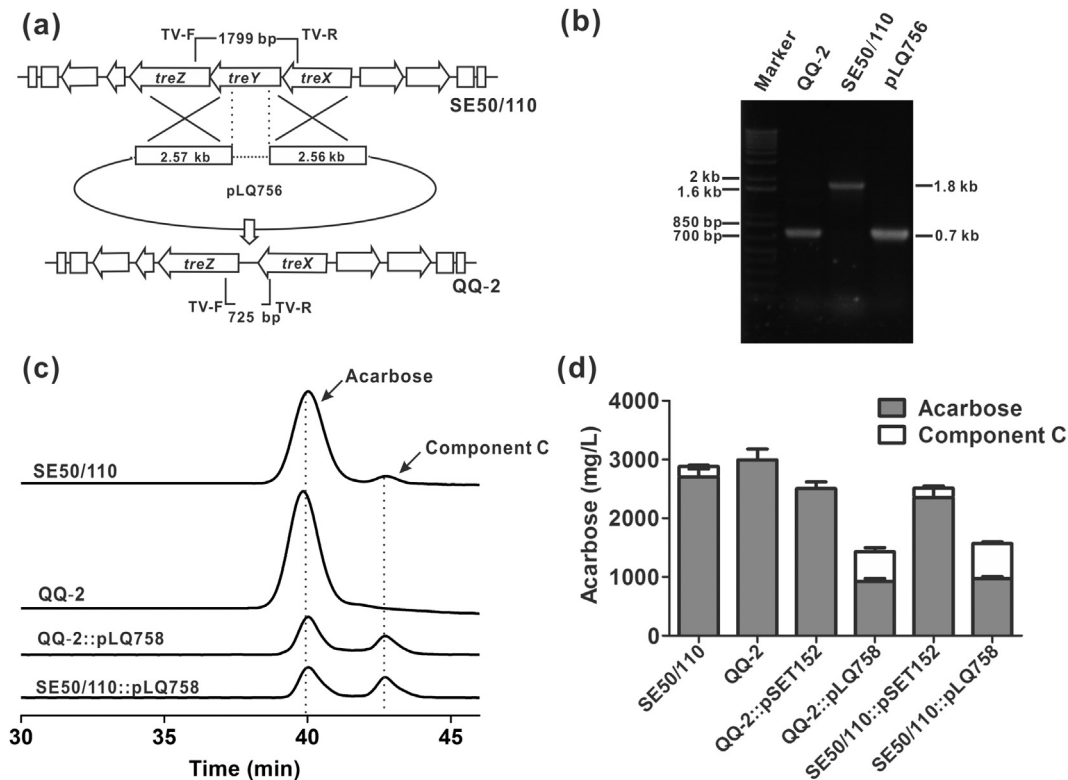 (a)
TV-F 1799 bp TV-R
treZ treY treX
SE50/110
2.57 kb 2.56 kb
pLQ756
treZ treX
QQ-2
TV-F 725 bp TV-R
(b)
Marker QQ-2 SE50/110 pLQ756
2 kb
1.6 kb
1.8 kb
850 bp
700 bp
0.7 kb
(c)
Acarbose
Component C
SE50/110
QQ-2
QQ-2::pLQ758
SE50/110::pLQ758
30 35 40 45
Time (min)
(d)
Acarbose
Component C
Acarbose (mg/L)
4000
3000
2000
1000
0
SE50/110
QQ-2
QQ-2::pSET152
QQ-2::pLQ758
SE50/110::pSET152
SE50/110::pLQ758